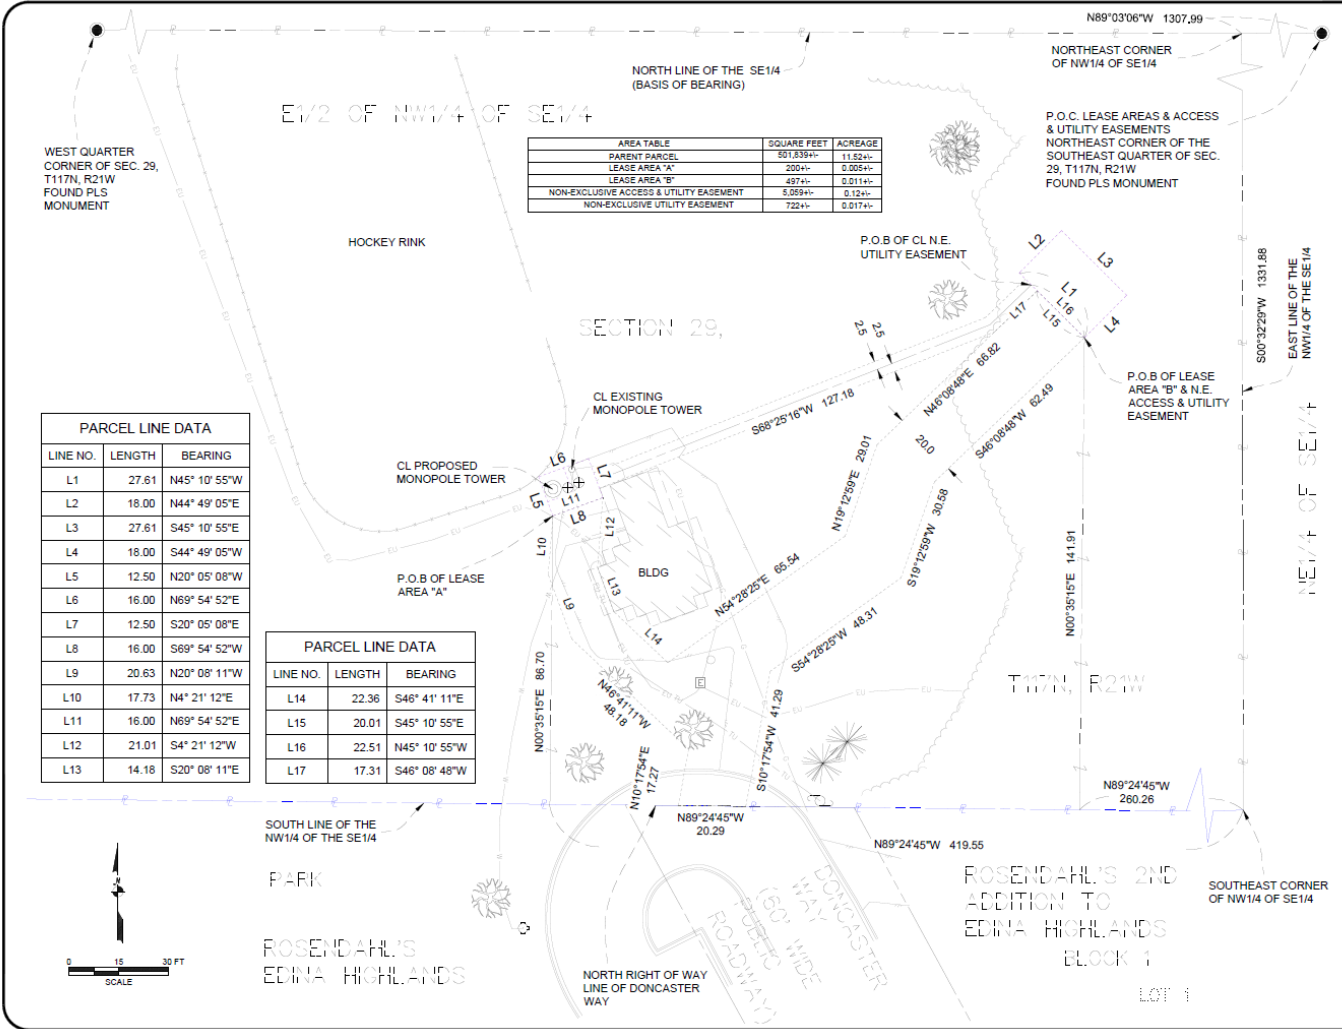 N89°03'06"W 1307.99
NORTH LINE OF THE SE1/4
(BASIS OF BEARING)
NORTHEAST CORNER
OF NW1/4 OF SE1/4
E1/2 OF NW1/4 OF SE1/4
WEST QUARTER
CORNER OF SEC. 29,
T117N, R21W
FOUND PLS
MONUMENT
P.O.C. LEASE AREAS & ACCESS
& UTILITY EASEMENTS
NORTHEAST CORNER OF THE
SOUTHEAST QUARTER OF SEC.
29, T117N, R21W
FOUND PLS MONUMENT
AREA TABLE SQUARE FEET ACREAGE
PARENT PARCEL 501,839+\- 11.52+\-
LEASE AREA "A" 200+\- 0.005+\-
LEASE AREA "B" 497+\- 0.011+\-
NON-EXCLUSIVE ACCESS & UTILITY EASEMENT 5,059+\- 0.12+\-
NON-EXCLUSIVE UTILITY EASEMENT 722+\- 0.017+\-
HOCKEY RINK
P.O.B OF CL N.E.
UTILITY EASEMENT
L2
L3
L1
L16
L15
L17
L4
S00°32'29"W 1331.88
EAST LINE OF THE
NW1/4 OF THE SE1/4
SECTION 29,
2.5
2.5
N46°08'48"E 66.82
S68°25'16"W 127.18
20.0
S46°08'48"W 62.49
P.O.B OF LEASE
AREA "B" & N.E.
ACCESS & UTILITY
EASEMENT
NE1/4 OF SE1/4
CL EXISTING
MONOPOLE TOWER
CL PROPOSED
MONOPOLE TOWER
L6
L7
L5
L11
L8
L12
L10
P.O.B OF LEASE
AREA "A"
BLDG
L13
L9
L14
N19°12'59"E 29.01
S19°12'59"W 30.58
N54°28'25"E 65.54
S54°28'25"W 48.31
N00°35'15"E 141.91
T117N, R21W
PARCEL LINE DATA
LINE NO. LENGTH BEARING
L1 27.61 N45° 10' 55"W
L2 18.00 N44° 49' 05"E
L3 27.61 S45° 10' 55"E
L4 18.00 S44° 49' 05"W
L5 12.50 N20° 05' 08"W
L6 16.00 N69° 54' 52"E
L7 12.50 S20° 05' 08"E
L8 16.00 S69° 54' 52"W
L9 20.63 N20° 08' 11"W
L10 17.73 N4° 21' 12"E
L11 16.00 N69° 54' 52"E
L12 21.01 S4° 21' 12"W
L13 14.18 S20° 08' 11"E
PARCEL LINE DATA
LINE NO. LENGTH BEARING
L14 22.36 S46° 41' 11"E
L15 20.01 S45° 10' 55"E
L16 22.51 N45° 10' 55"W
L17 17.31 S46° 08' 48"W
N00°35'15"E 86.70
N46°41'11"W
48.18
E
N10°17'54"E
17.27
S10°17'54"W 41.29
N89°24'45"W
260.26
N89°24'45"W
20.29
N89°24'45"W 419.55
SOUTH LINE OF THE
NW1/4 OF THE SE1/4
PARK
ROSENDAHL'S
EDINA HIGHLANDS
N
0 15 30 FT
SCALE
NORTH RIGHT OF WAY
LINE OF DONCASTER
WAY
DONCASTER
WAY
(60' WIDE
PUBLIC
ROADWAY)
ROSENDAHL'S 2ND
ADDITION TO
EDINA HIGHLANDS
BLOCK 1
LOT 1
SOUTHEAST CORNER
OF NW1/4 OF SE1/4